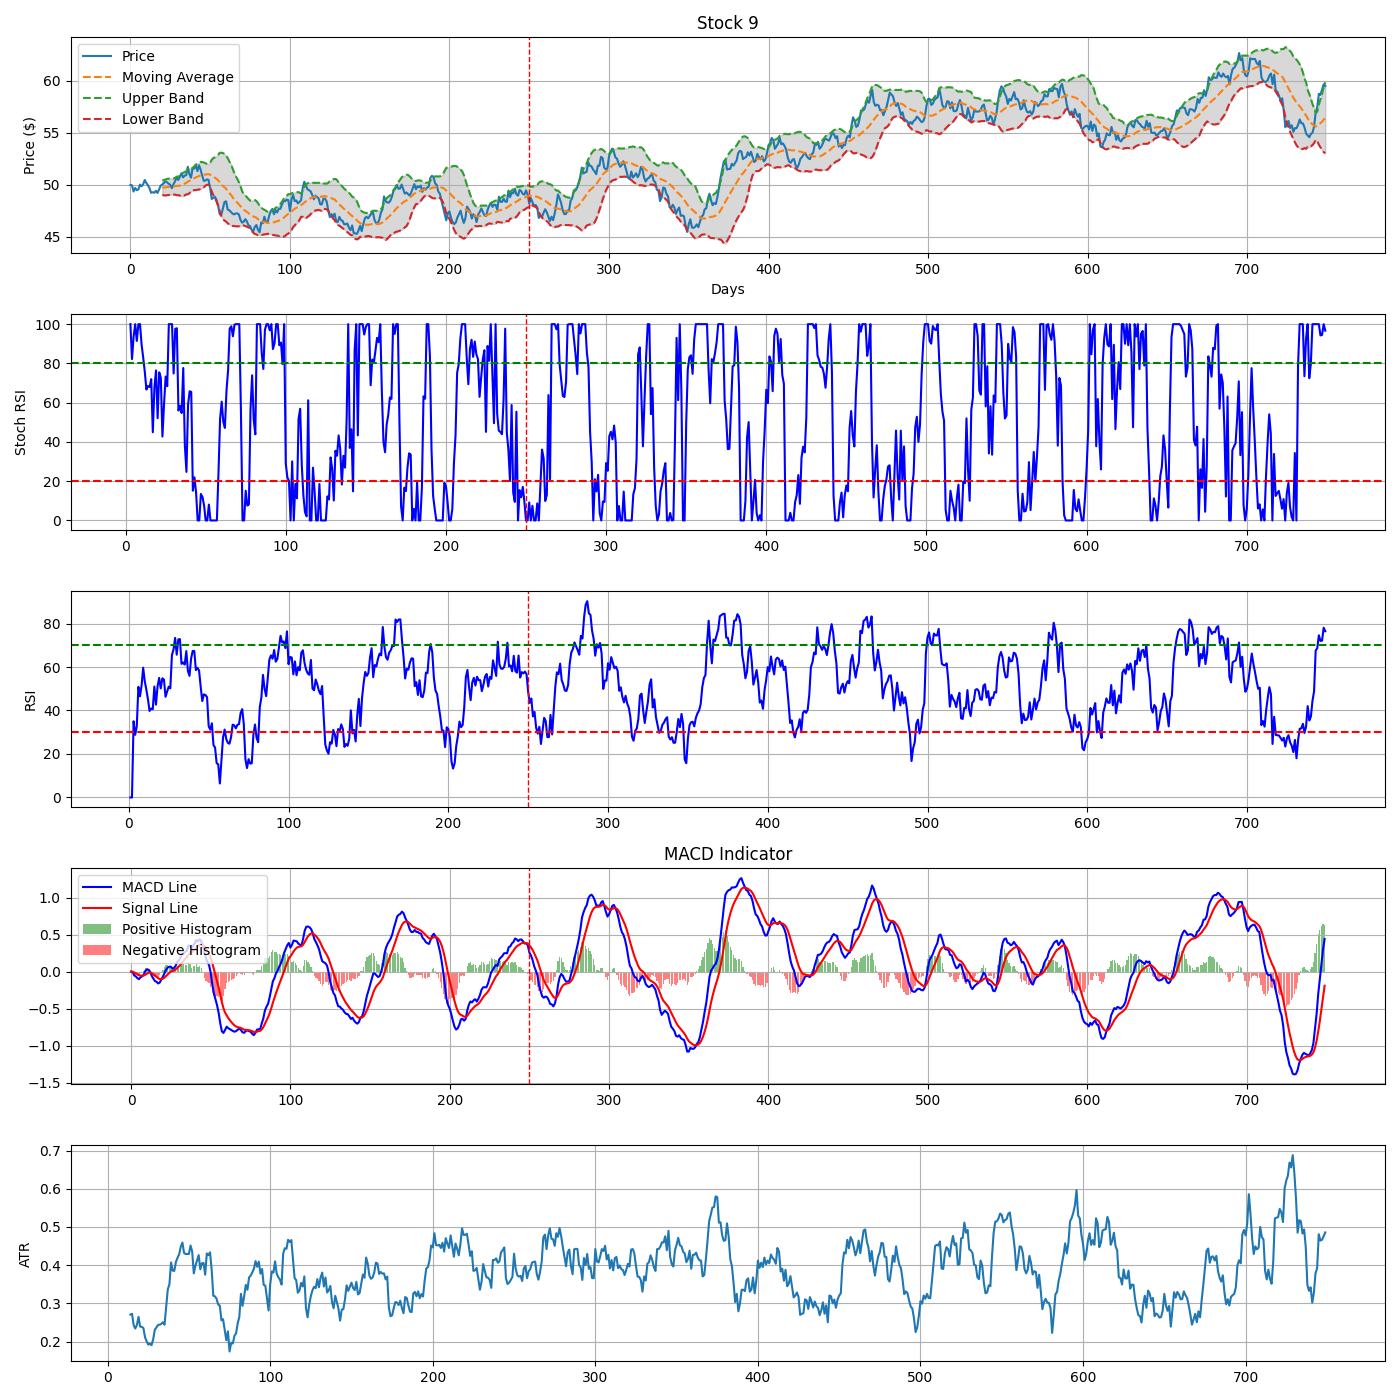 Stock 9
Price ($)
60
55
50
45
Price
Moving Average
Upper Band
Lower Band
0 100 200 300 400 500 600 700
Days
Stoch RSI
100
80
60
40
20
0
0 100 200 300 400 500 600 700
RSI
80
60
40
20
0
0 100 200 300 400 500 600 700
MACD Indicator
1.0
0.5
0.0
−0.5
−1.0
−1.5
MACD Line
Signal Line
Positive Histogram
Negative Histogram
0 100 200 300 400 500 600 700
ATR
0.7
0.6
0.5
0.4
0.3
0.2
0 100 200 300 400 500 600 700